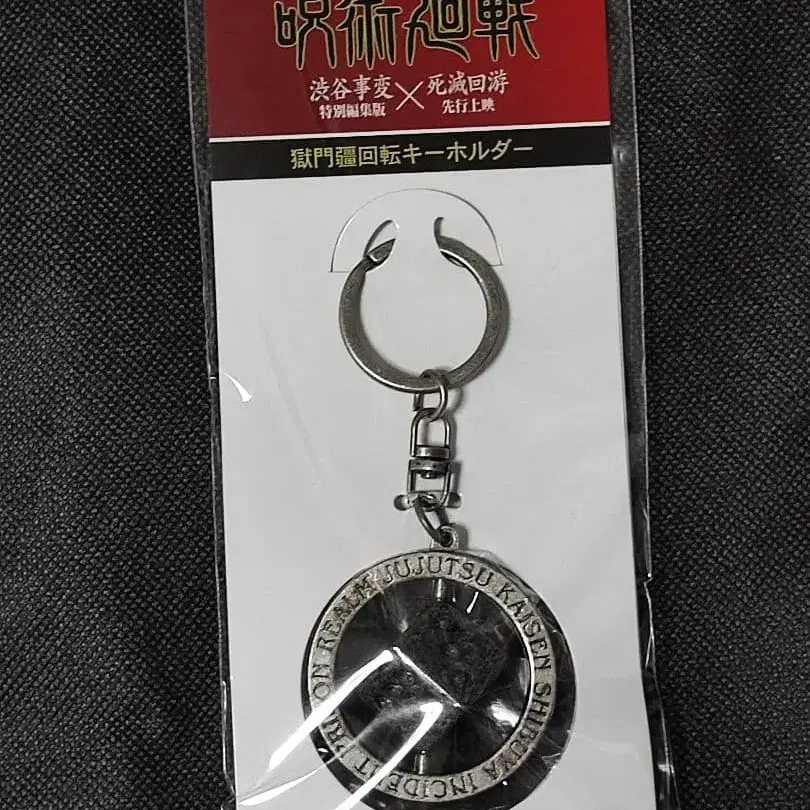 呪術廻戦
渋谷事変 × 死滅回游
特別編集版 先行上映
獄門疆回転キーホルダー
JUJUTSU KAISEN SHIBUYA INCIDENT PRISON REALM